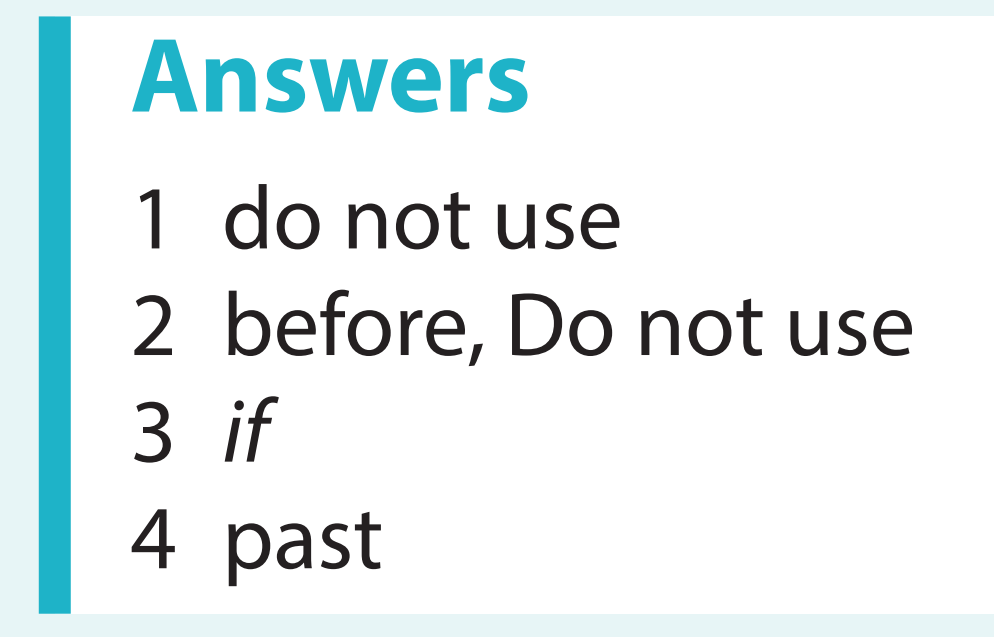 Answers
1 do not use
2 before, Do not use
3 if
4 past